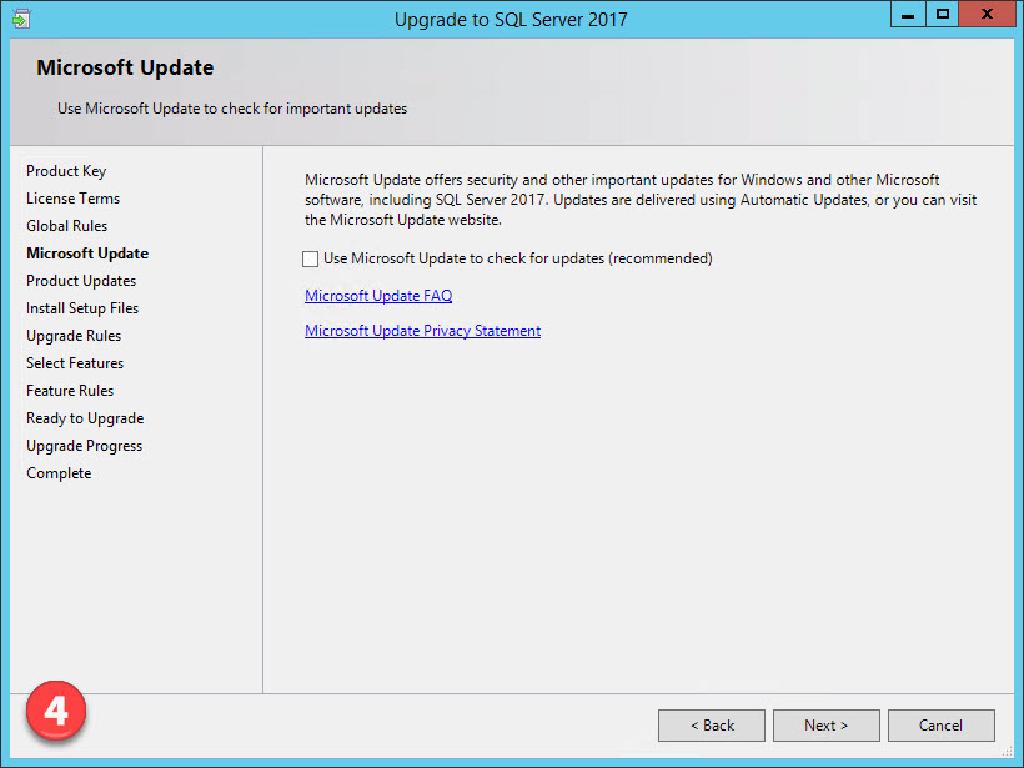 Upgrade to SQL Server 2017
Microsoft Update
Use Microsoft Update to check for important updates
Product Key
License Terms
Global Rules
Microsoft Update
Product Updates
Install Setup Files
Upgrade Rules
Select Features
Feature Rules
Ready to Upgrade
Upgrade Progress
Complete
Microsoft Update offers security and other important updates for Windows and other Microsoft
software, including SQL Server 2017. Updates are delivered using Automatic Updates, or you can visit
the Microsoft Update website.
Use Microsoft Update to check for updates (recommended)
Microsoft Update FAQ
Microsoft Update Privacy Statement
4
< Back
Next >
Cancel